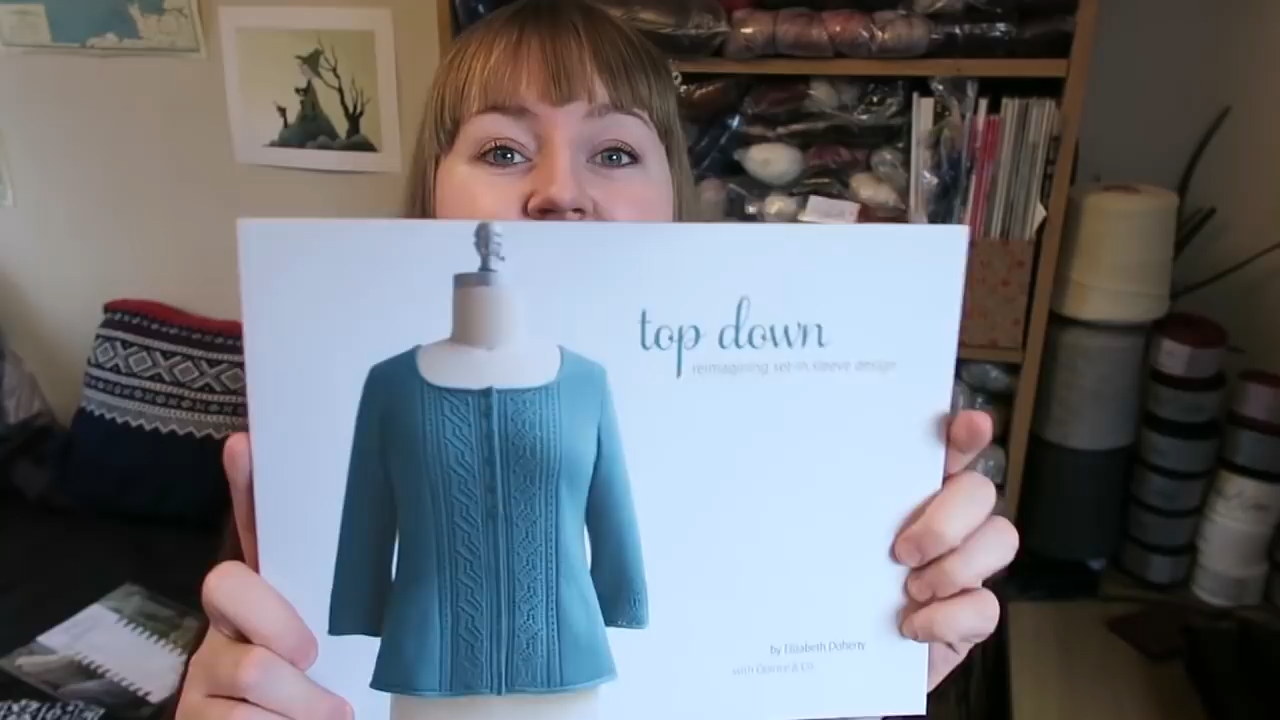 top down
reimagining set-in sleeve design
by Elizabeth Doherty
with Quince & Co.